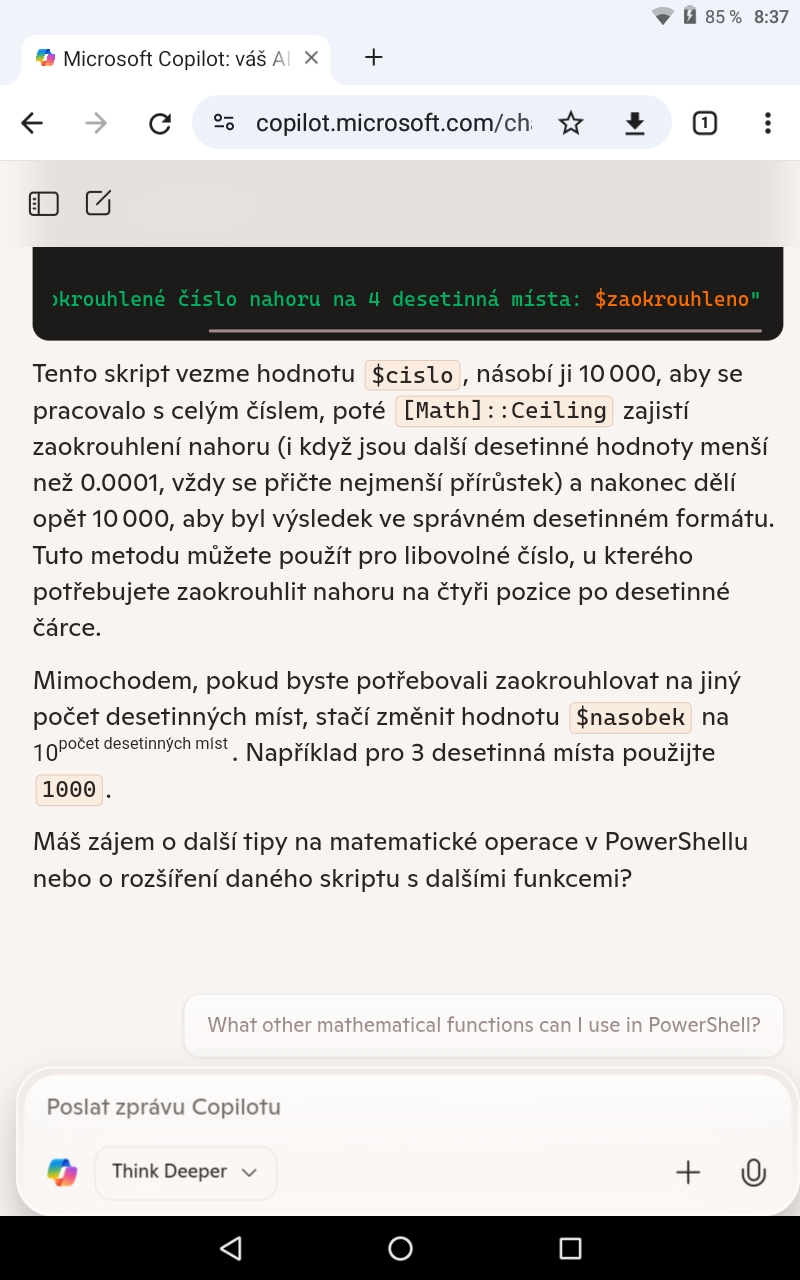 85 % 8:37
Microsoft Copilot: váš AI
copilot.microsoft.com/ch
1
okrouhlené číslo nahoru na 4 desetinná místa: $zaokrouhleno"
Tento skript vezme hodnotu $cislo, násobí ji 10 000, aby se
pracovalo s celým číslem, poté [Math]::Ceiling zajistí
zaokrouhlení nahoru (i když jsou další desetinné hodnoty menší
než 0.0001, vždy se přičte nejmenší přírůstek) a nakonec dělí
opět 10 000, aby byl výsledek ve správném desetinném formátu.
Tuto metodu můžete použít pro libovolné číslo, u kterého
potřebujete zaokrouhlit nahoru na čtyři pozice po desetinné
čárce.
Mimochodem, pokud byste potřebovali zaokrouhlovat na jiný
počet desetinných míst, stačí změnit hodnotu $nasobek na
10^počet desetinných míst. Například pro 3 desetinná místa použijte
1000.
Máš zájem o další tipy na matematické operace v PowerShellu
nebo o rozšíření daného skriptu s dalšími funkcemi?
What other mathematical functions can I use in PowerShell?
Poslat zprávu Copilotu
Think Deeper